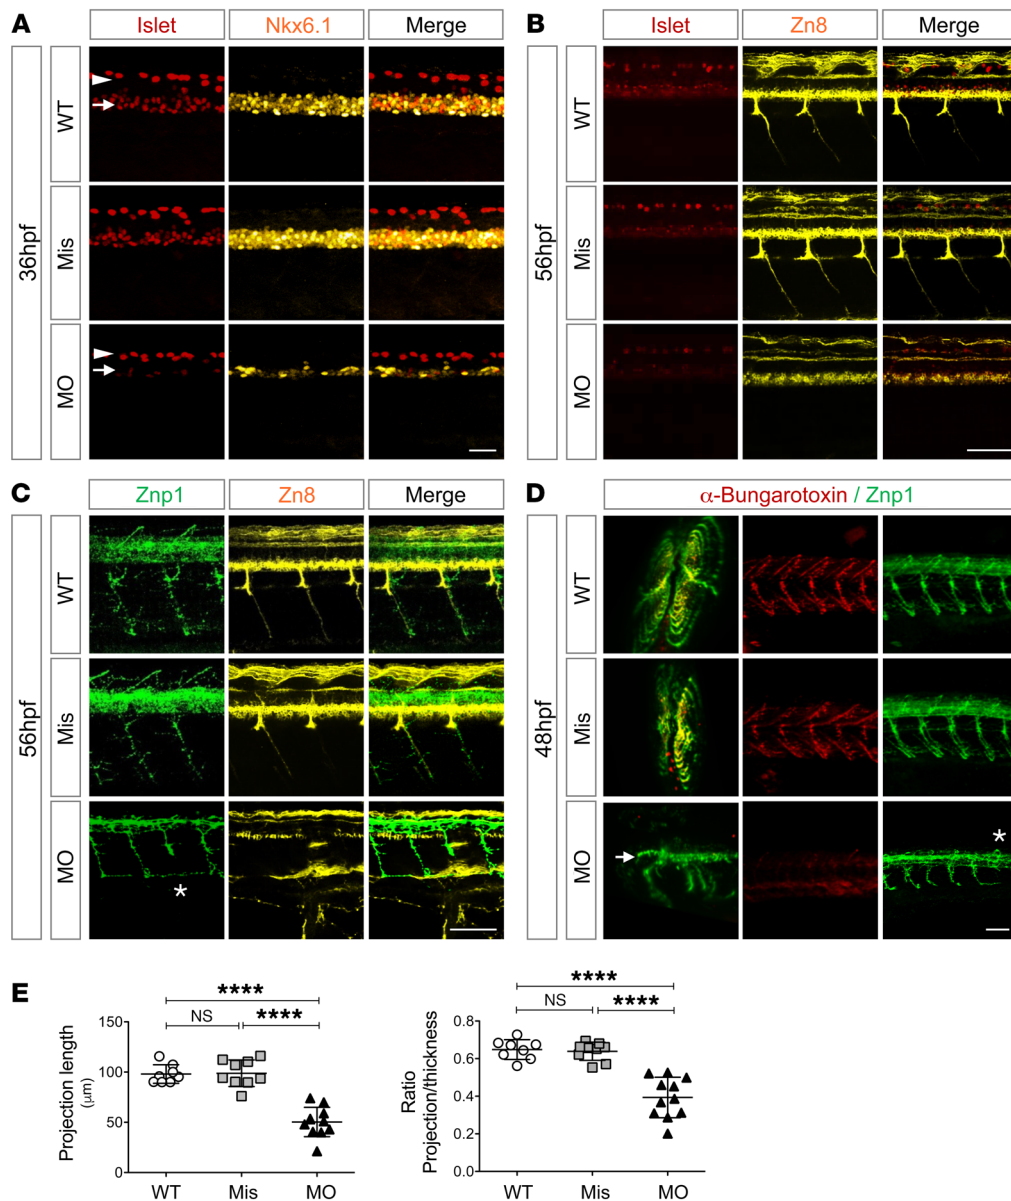 A
Islet Nkx6.1 Merge
36hpf
WT
Mis
MO
B
Islet Zn8 Merge
56hpf
WT
Mis
MO
C
Znp1 Zn8 Merge
56hpf
WT
Mis
MO
*
D
α-Bungarotoxin / Znp1
48hpf
WT
Mis
MO
*
E
****
NS ****
Projection length
(μm)
150
100
50
0
WT Mis MO
****
NS ****
Ratio
Projection/thickness
0.8
0.6
0.4
0.2
0.0
WT Mis MO